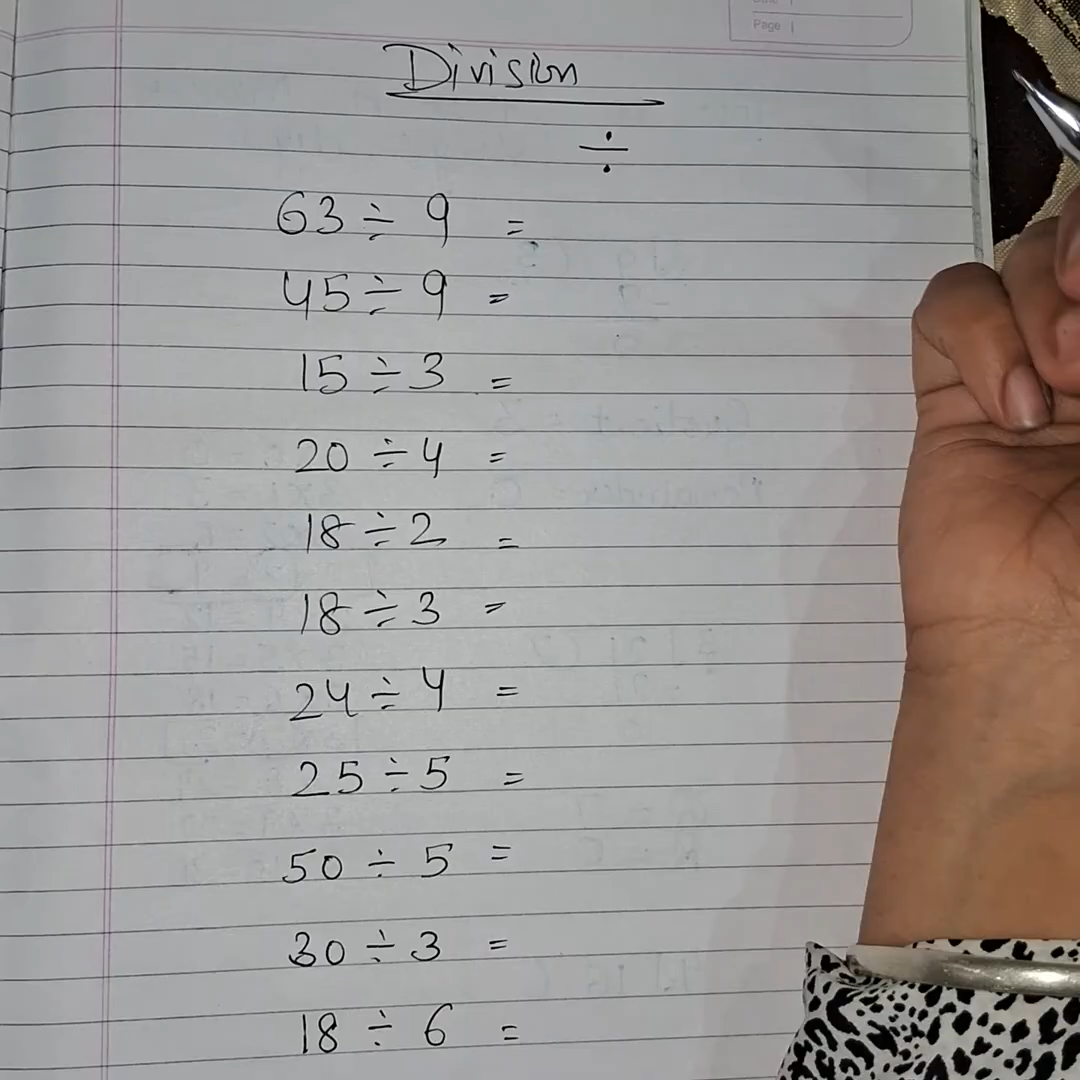 Page
Division
÷
63 ÷ 9 =
45 ÷ 9 =
15 ÷ 3 =
20 ÷ 4 =
18 ÷ 2 =
18 ÷ 3 =
24 ÷ 4 =
25 ÷ 5 =
50 ÷ 5 =
30 ÷ 3 =
18 ÷ 6 =